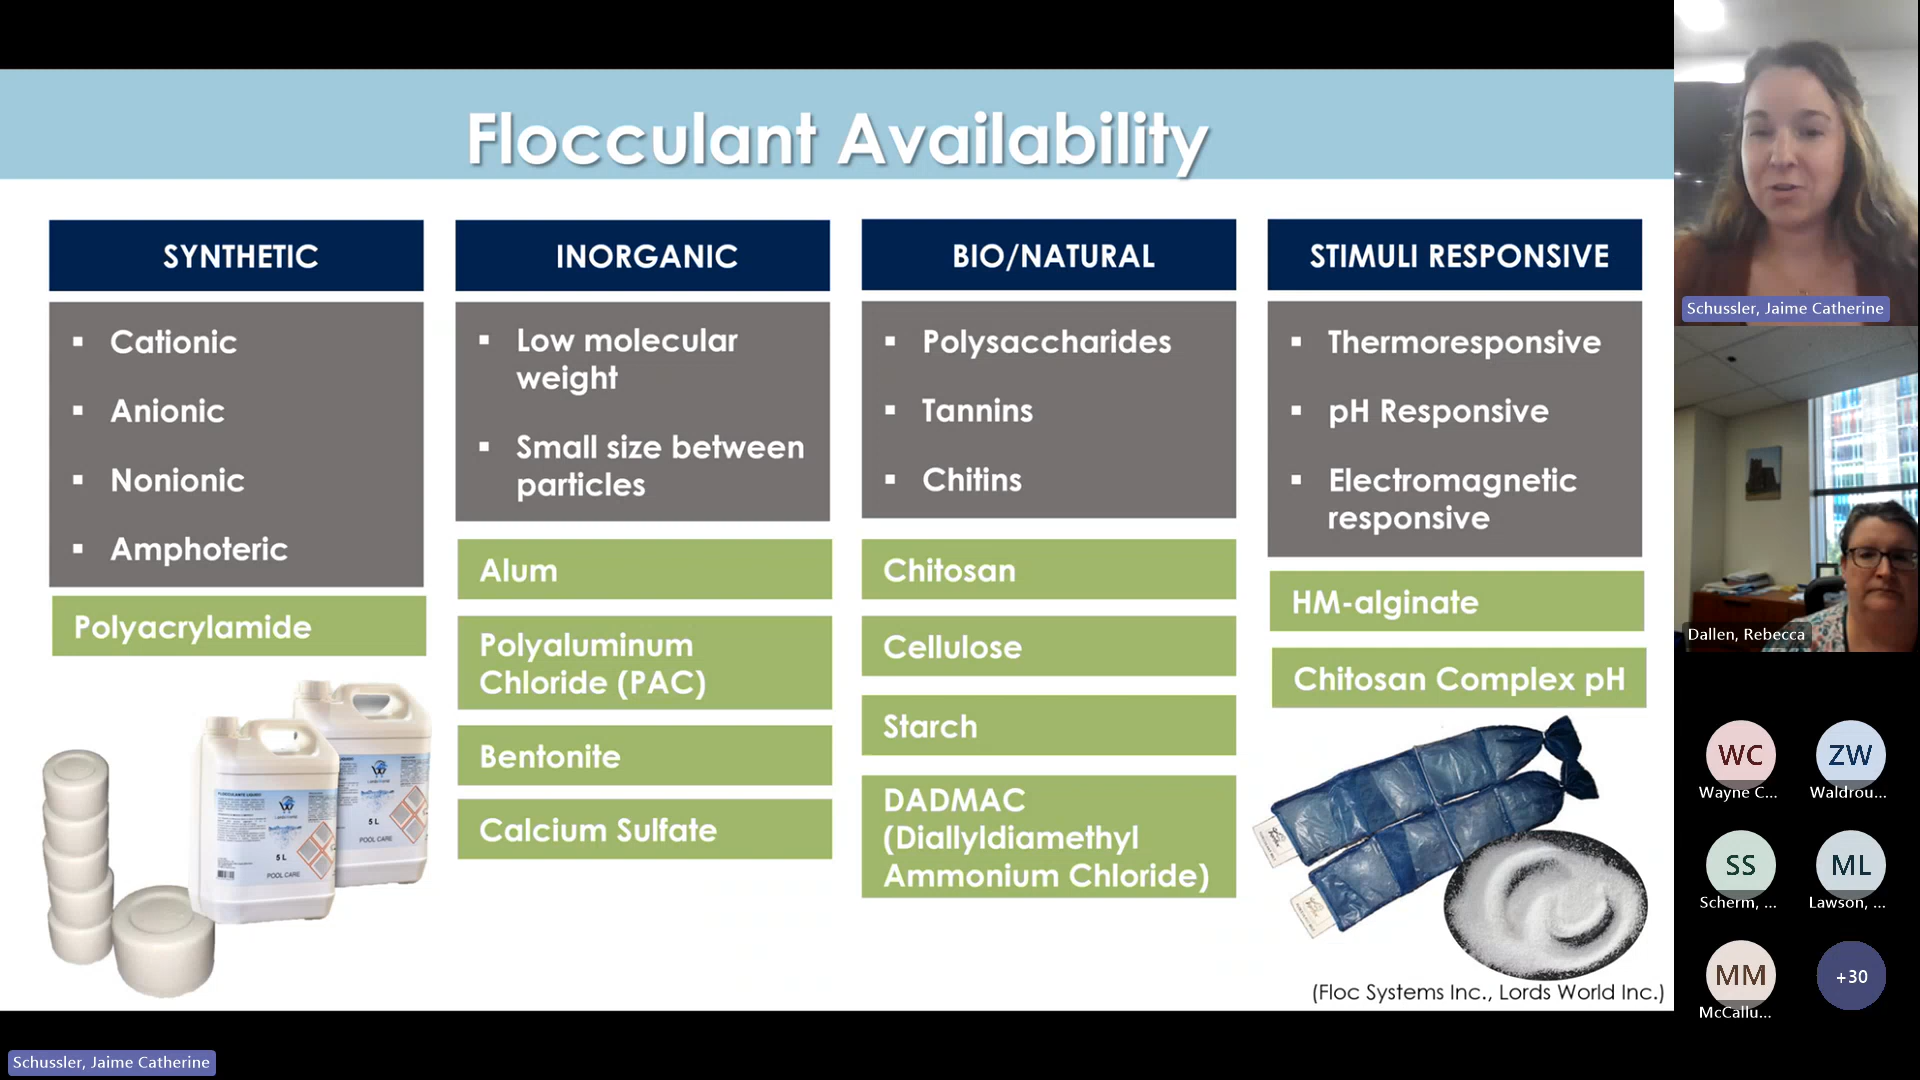 Flocculant Availability
SYNTHETIC
▪ Cationic
▪ Anionic
▪ Nonionic
▪ Amphoteric
Polyacrylamide
INORGANIC
▪ Low molecular
weight
▪ Small size between
particles
Alum
Polyaluminum
Chloride (PAC)
Bentonite
Calcium Sulfate
BIO/NATURAL
▪ Polysaccharides
▪ Tannins
▪ Chitins
Chitosan
Cellulose
Starch
DADMAC
(Diallyldiamethyl
Ammonium Chloride)
STIMULI RESPONSIVE
▪ Thermoresponsive
▪ pH Responsive
▪ Electromagnetic
responsive
HM-alginate
Chitosan Complex pH
5 L
POOL CARE
5 L
POOL CARE
(Floc Systems Inc., Lords World Inc.)
Schussler, Jaime Catherine
Dallen, Rebecca
WC
Wayne C...
ZW
Waldrou...
SS
Scherm, ...
ML
Lawson, ...
MM
McCallu...
+30
Schussler, Jaime Catherine